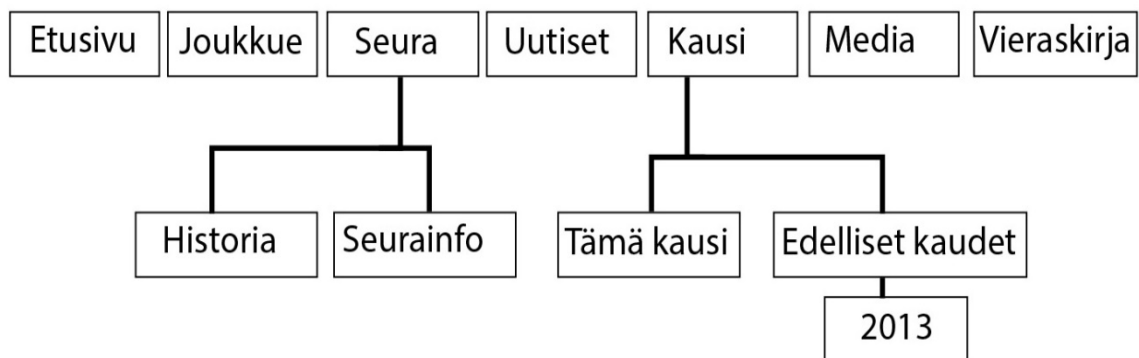 Etusivu
Joukkue
Seura
Uutiset
Kausi
Media
Vieraskirja
Historia
Seurainfo
Tämä kausi
Edelliset kaudet
2013